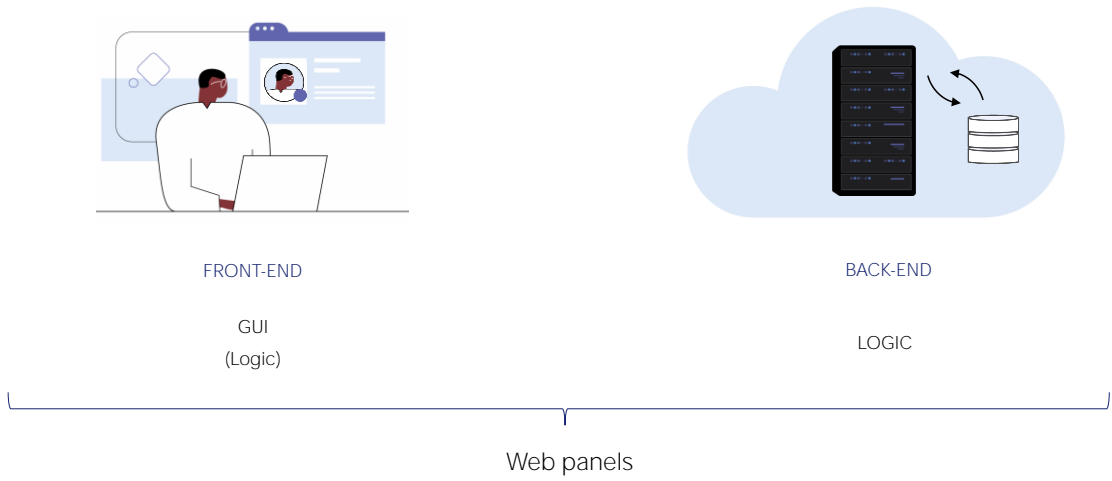 FRONT-END
GUI
(Logic)
BACK-END
LOGIC
Web panels